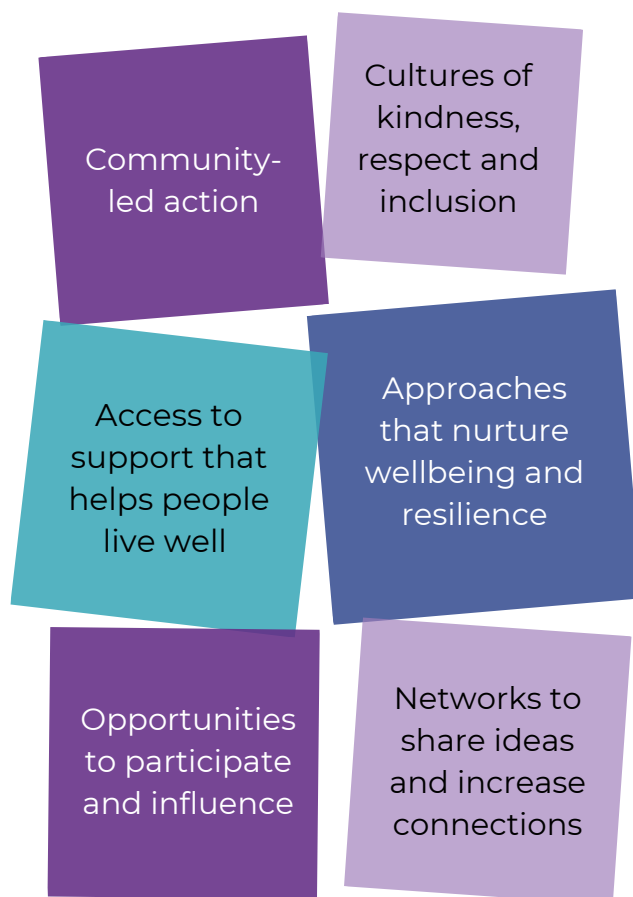 Community-
led action
Cultures of
kindness,
respect and
inclusion
Access to
support that
helps people
live well
Approaches
that nurture
wellbeing and
resilience
Opportunities
to participate
and influence
Networks to
share ideas
and increase
connections